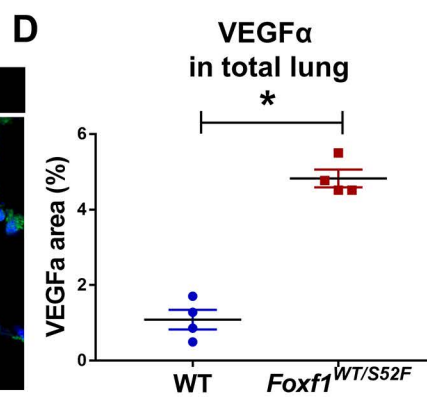 D
VEGFα
in total lung
*
VEGFa area (%)
6
4
2
0
WT
Foxf1WT/S52F